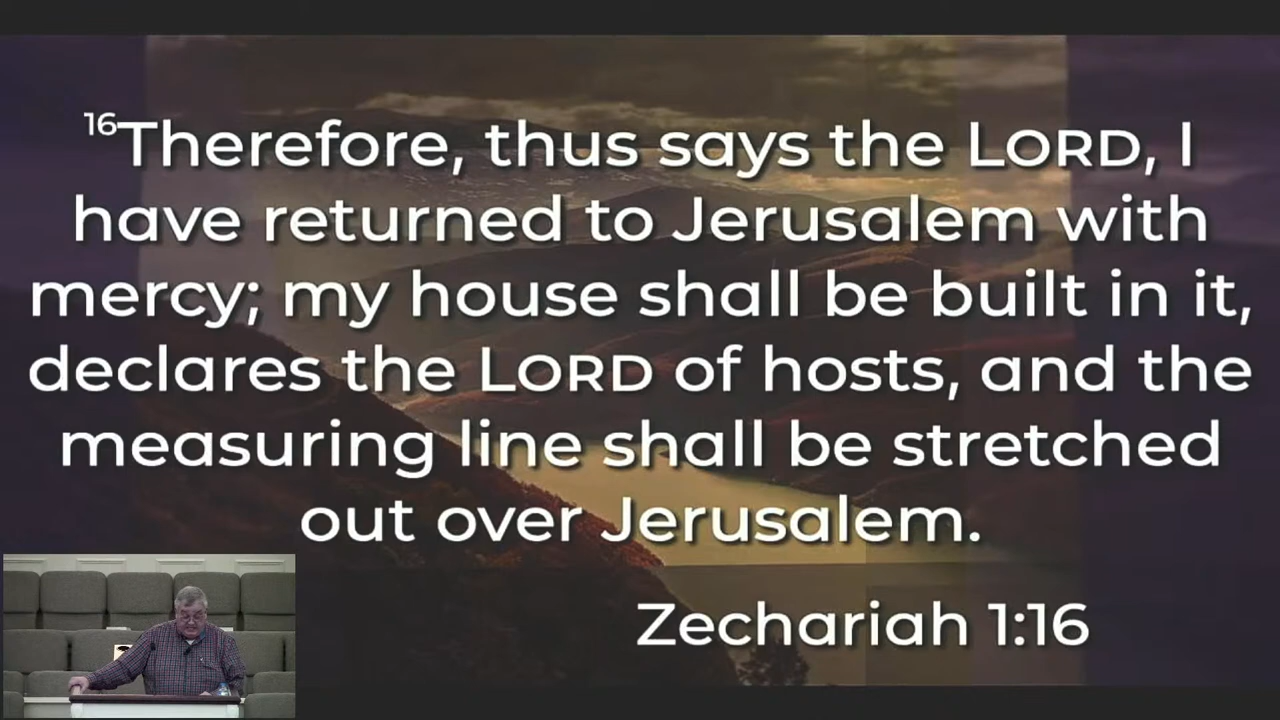 16Therefore, thus says the LORD, I
have returned to Jerusalem with
mercy; my house shall be built in it,
declares the LORD of hosts, and the
measuring line shall be stretched
out over Jerusalem.
Zechariah 1:16